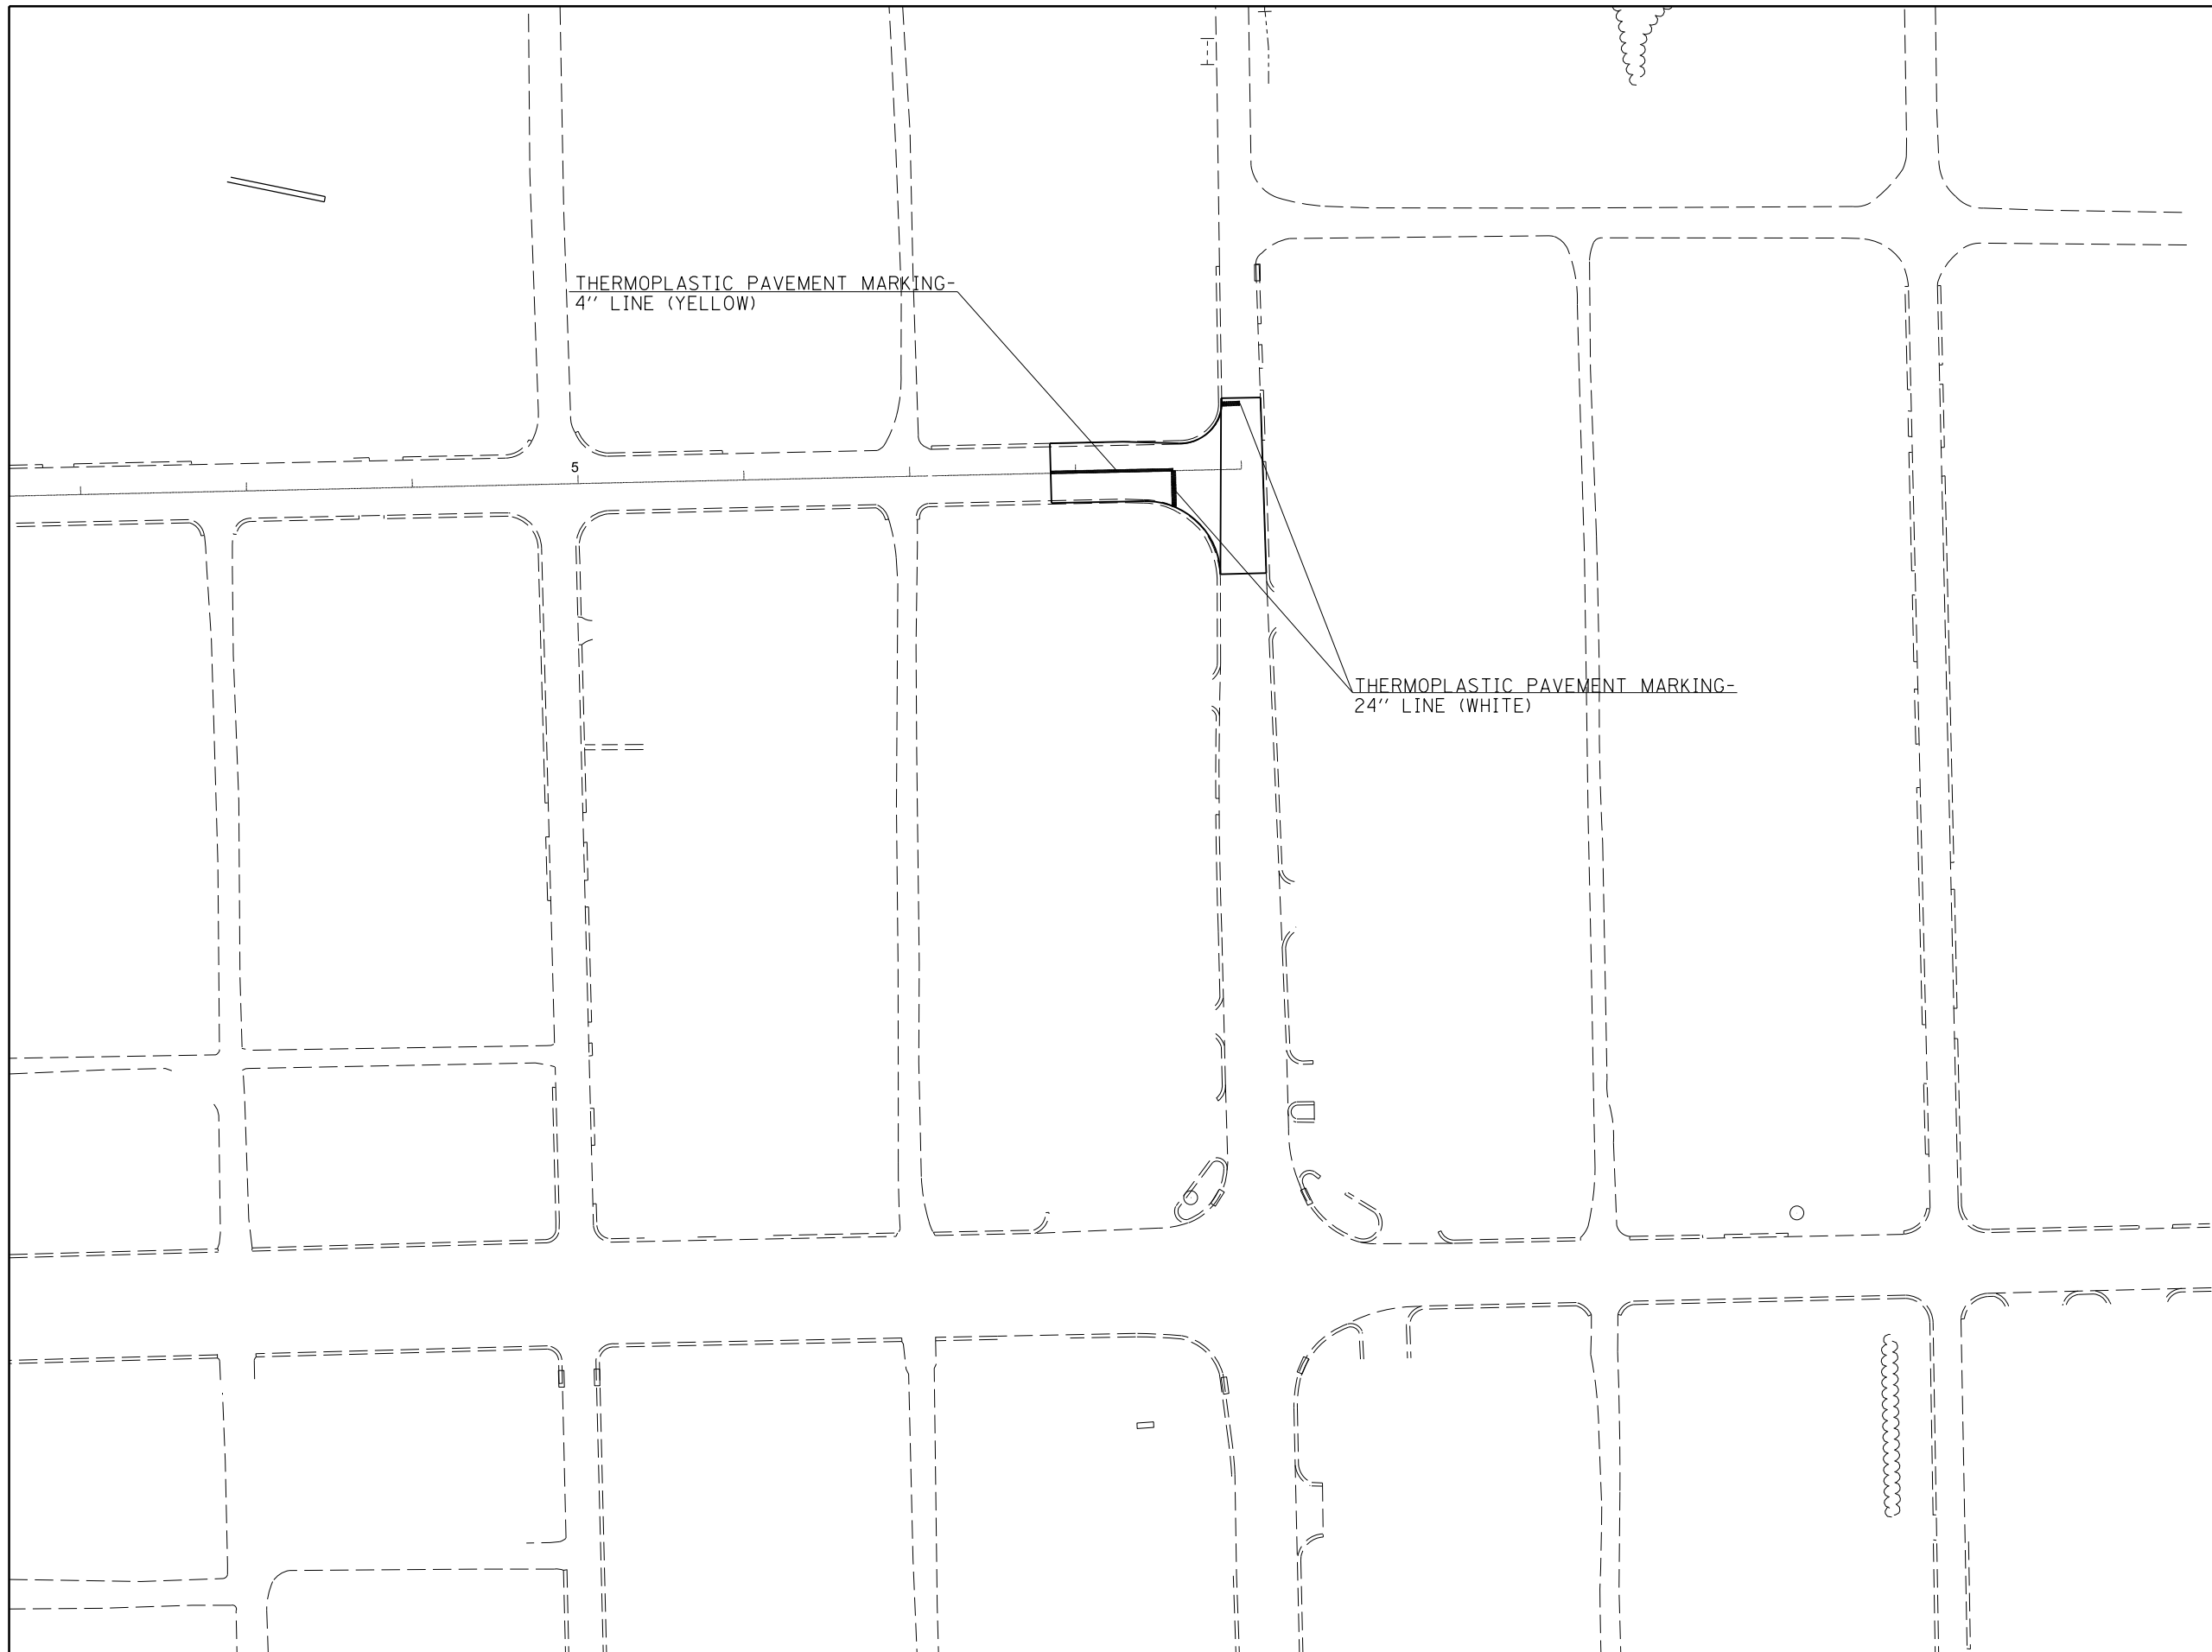 THERMOPLASTIC PAVEMENT MARKING-
4'' LINE (YELLOW)
5
THERMOPLASTIC PAVEMENT MARKING-
24'' LINE (WHITE)